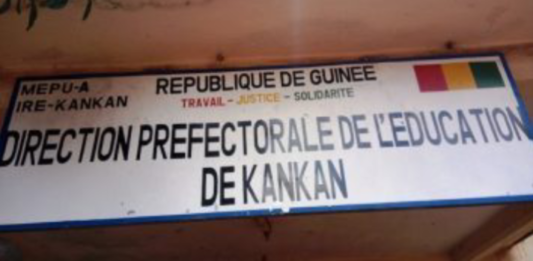 MEPU-A
IRE-KANKAN
REPUBLIQUE DE GUINEE
TRAVAIL - JUSTICE - SOLIDARITE
DIRECTION PREFECTORALE DE L'EDUCATION
DE KANKAN